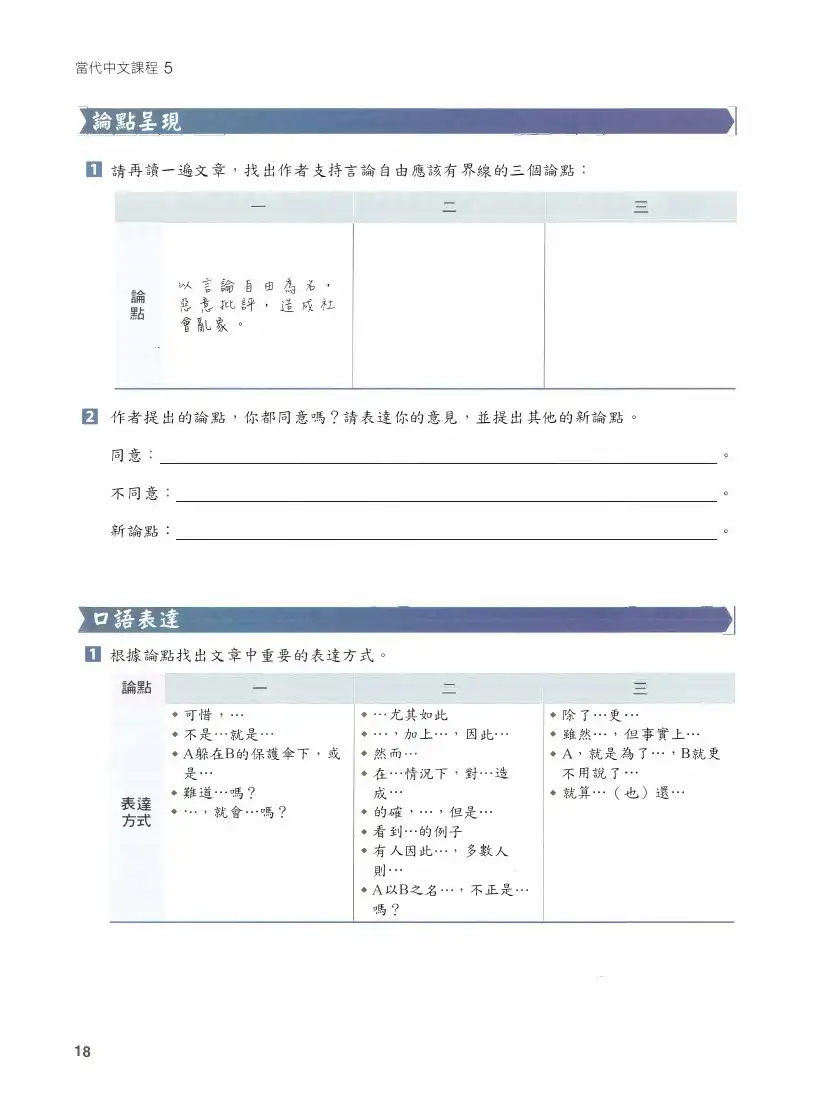 當代中文課程 5
論點呈現
1 請再讀一遍文章，找出作者支持言論自由應該有界線的三個論點：
一 二 三
論點
以言論自由為名，
惡意批評，造成社
會亂象。
2 作者提出的論點，你都同意嗎？請表達你的意見，並提出其他的新論點。
同意：。
不同意：。
新論點：。
口語表達
1 根據論點找出文章中重要的表達方式。
論點 一 二 三
表達方式
◆ 可惜，…
◆ 不是…就是…
◆ A躲在B的保護傘下，或
是…
◆ 難道…嗎？
◆ …，就會…嗎？
◆ …尤其如此
◆ …，加上…，因此…
◆ 然而…
◆ 在…情況下，對…造
成…
◆ 的確，…，但是…
◆ 看到…的例子
◆ 有人因此…，多數人
則…
◆ A以B之名…，不正是…
嗎？
◆ 除了…更…
◆ 雖然…，但事實上…
◆ A，就是為了…，B就更
不用說了…
◆ 就算…（也）還…
18